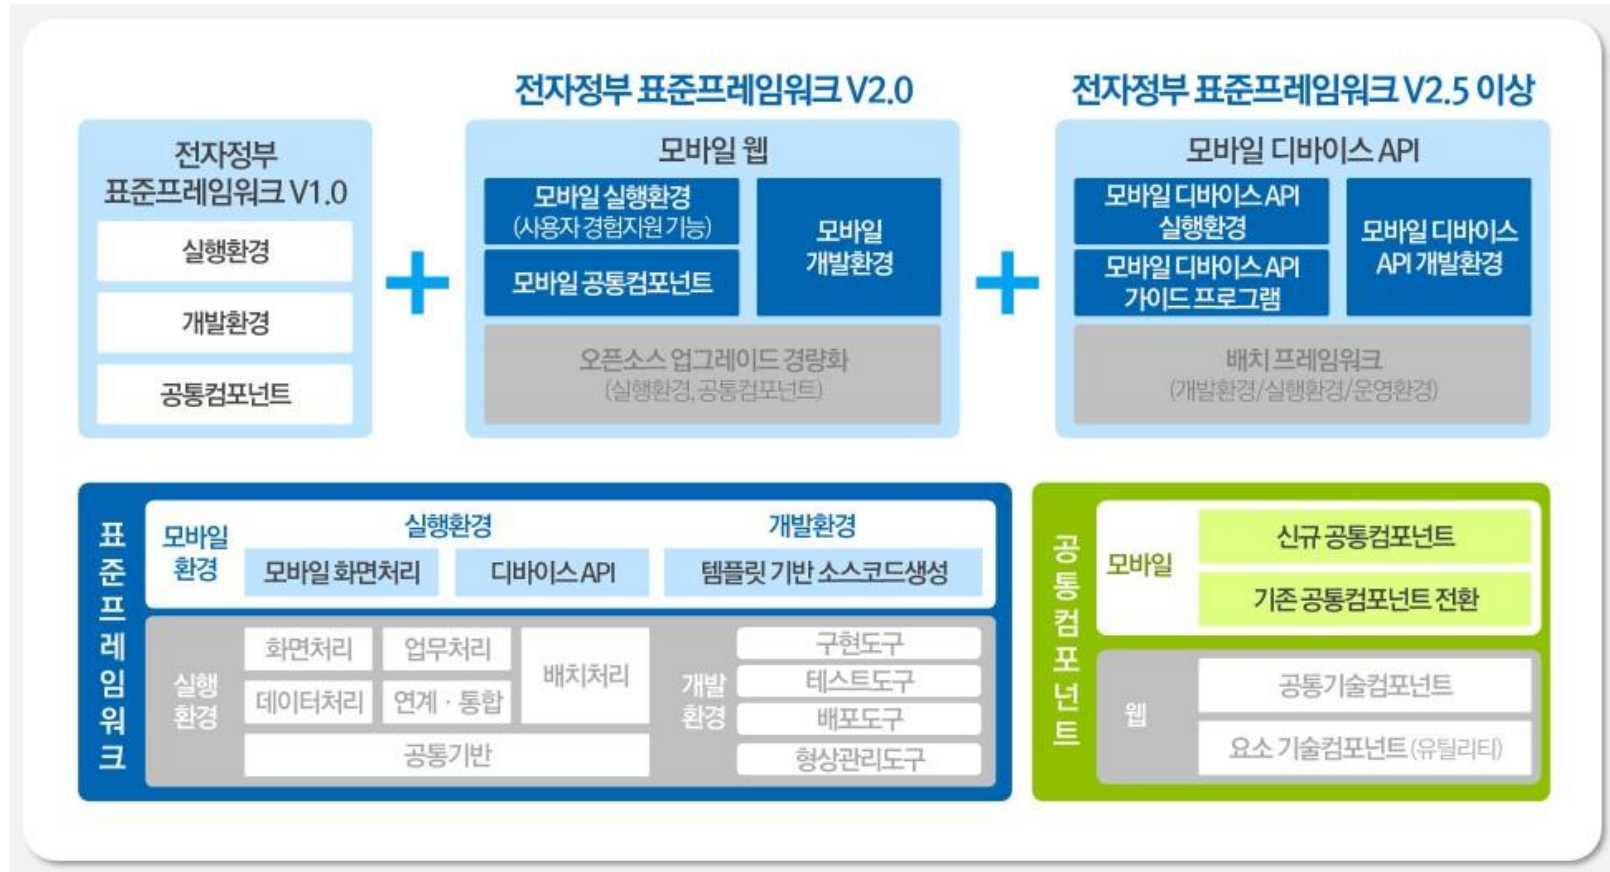 전자정부 표준프레임워크 V2.0
전자정부 표준프레임워크 V2.5 이상
전자정부
표준프레임워크 V1.0
실행환경
개발환경
공통컴포넌트
모바일 웹
모바일 실행환경
(사용자 경험지원 기능)
모바일 공통컴포넌트
모바일
개발환경
오픈소스 업그레이드 경량화
(실행환경, 공통컴포넌트)
모바일 디바이스 API
모바일 디바이스 API
실행환경
모바일 디바이스 API
가이드 프로그램
모바일 디바이스
API 개발환경
배치 프레임워크
(개발환경/실행환경/운영환경)
표준프레임워크
모바일
환경
실행환경
모바일 화면처리
디바이스 API
개발환경
템플릿 기반 소스코드생성
실행
환경
화면처리
업무처리
배치처리
데이터처리
연계 · 통합
공통기반
개발
환경
구현도구
테스트도구
배포도구
형상관리도구
공통컴포넌트
모바일
신규 공통컴포넌트
기존 공통컴포넌트 전환
웹
공통기술컴포넌트
요소 기술컴포넌트 (유틸리티)